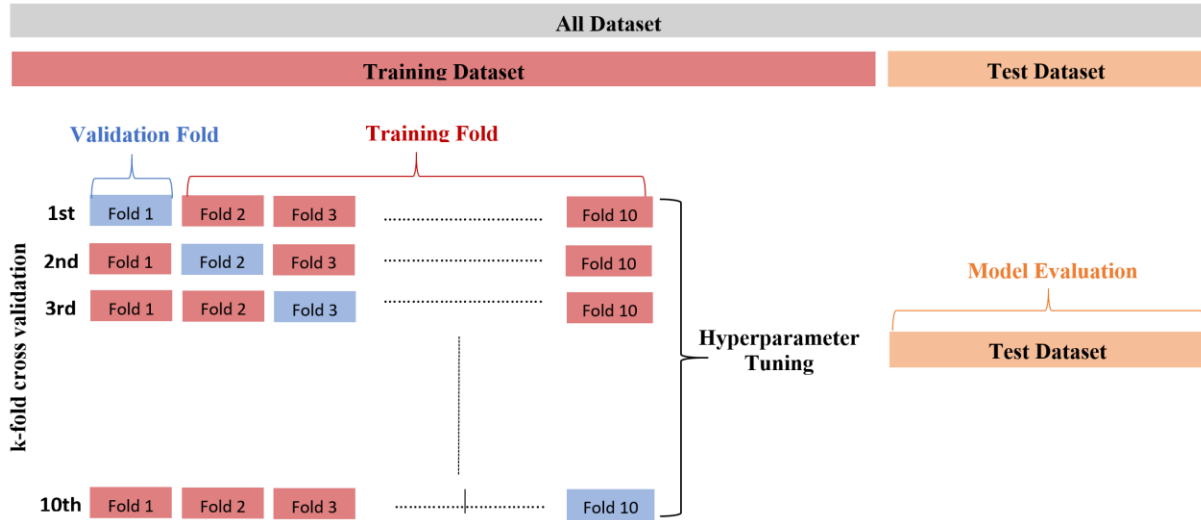 All Dataset
Training Dataset
Test Dataset
Validation Fold
Training Fold
k-fold cross validation
1st Fold 1 Fold 2 Fold 3 ........................... Fold 10
2nd Fold 1 Fold 2 Fold 3 ........................... Fold 10
3rd Fold 1 Fold 2 Fold 3 ........................... Fold 10
10th Fold 1 Fold 2 Fold 3 ........................... Fold 10
Hyperparameter
Tuning
Model Evaluation
Test Dataset